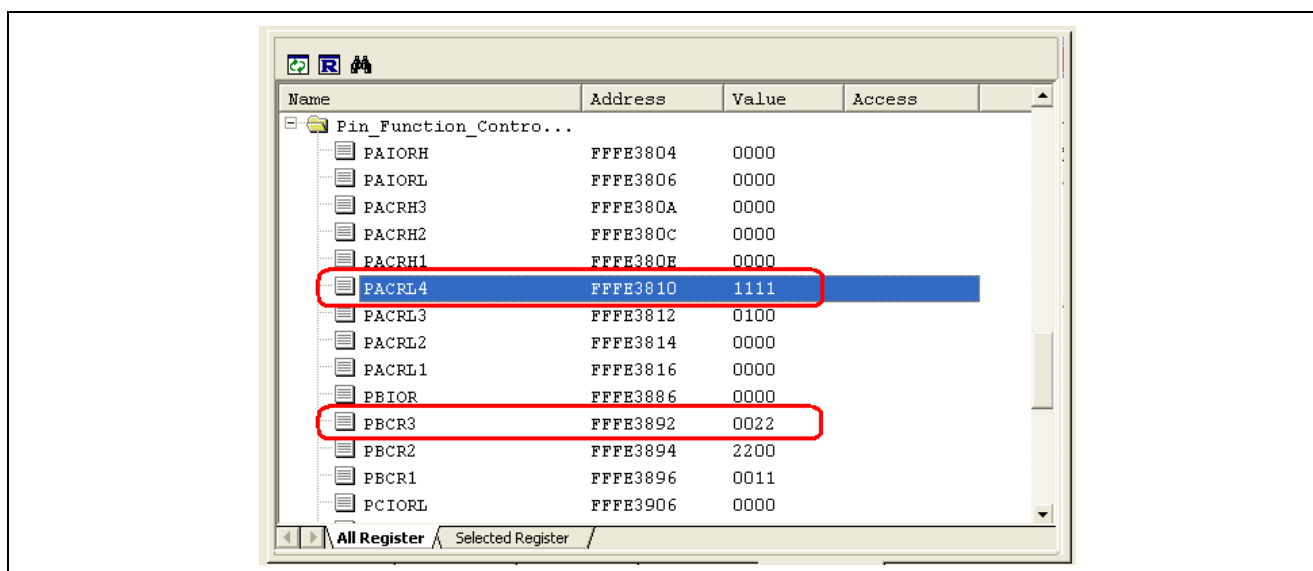 Name Address Value Access
Pin_Function_Contro...
PAIORH FFFE3804 0000
PAIORL FFFE3806 0000
PACRH3 FFFE380A 0000
PACRH2 FFFE380C 0000
PACRH1 FFFE380E 0000
PACRL4 FFFE3810 1111
PACRL3 FFFE3812 0100
PACRL2 FFFE3814 0000
PACRL1 FFFE3816 0000
PBIOR FFFE3886 0000
PBCR3 FFFE3892 0022
PBCR2 FFFE3894 2200
PBCR1 FFFE3896 0011
PCIORL FFFE3906 0000
All Register Selected Register